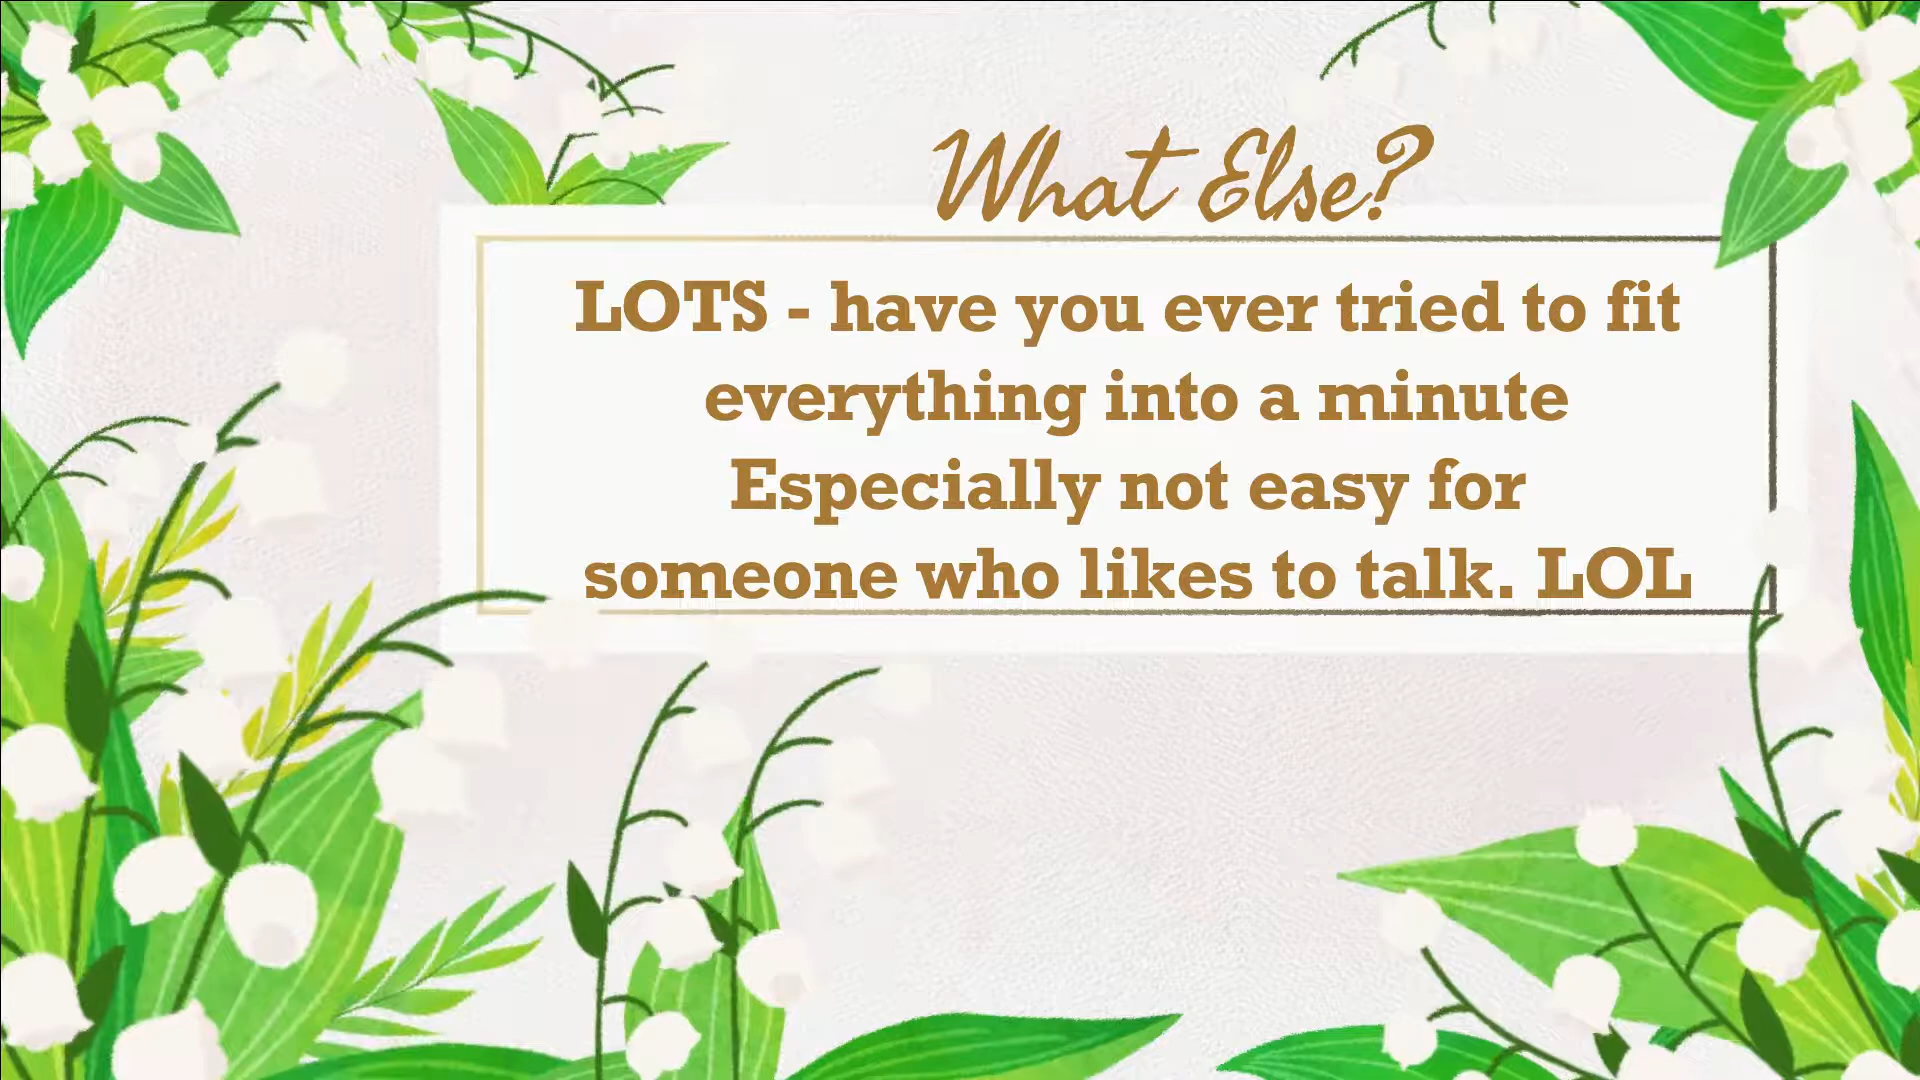 What Else?
LOTS - have you ever tried to fit
everything into a minute
Especially not easy for
someone who likes to talk. LOL